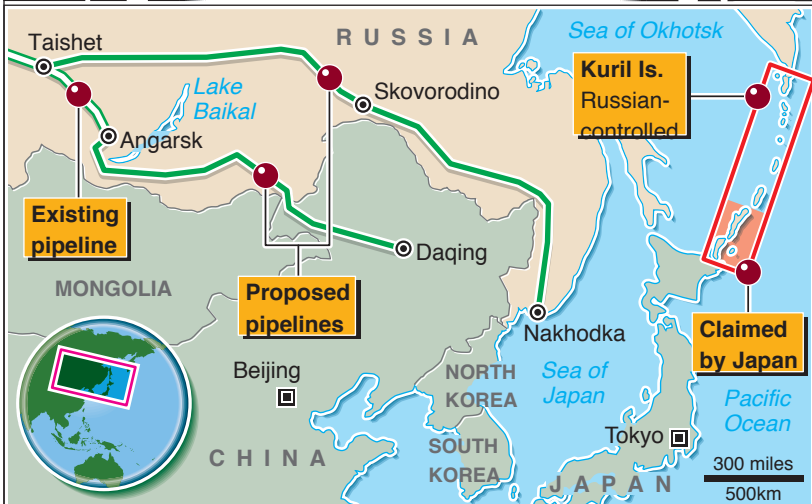 Taishet
RUSSIA
Sea of Okhotsk
Lake
Baikal
Skovorodino
Kuril Is.
Russian-
controlled
Angarsk
Existing
pipeline
Daqing
MONGOLIA
Proposed
pipelines
Nakhodka
Claimed
by Japan
Beijing
NORTH
KOREA
Sea of
Japan
Pacific
Ocean
CHINA
SOUTH
KOREA
Tokyo
JAPAN
300 miles
500km